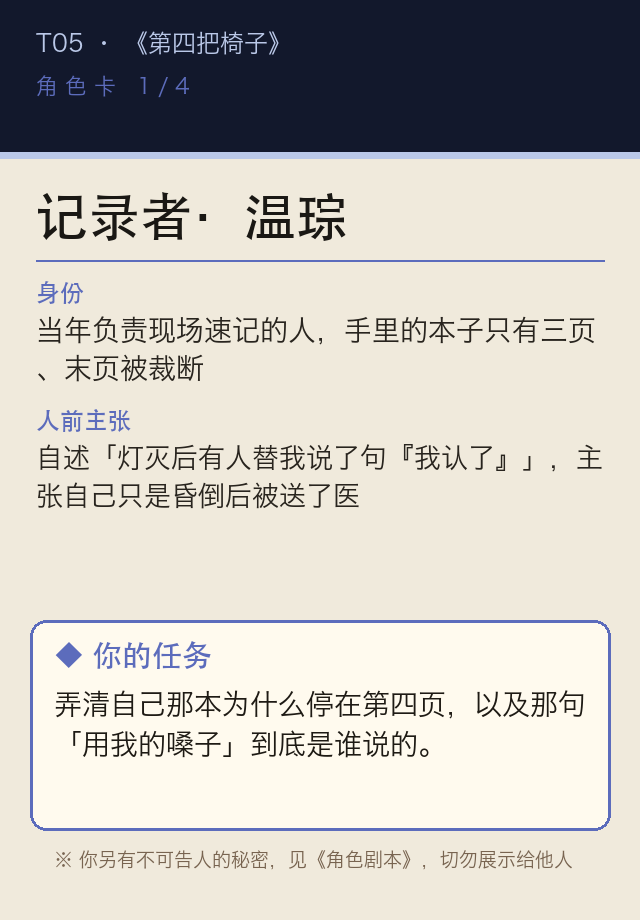 T05 · 《第四把椅子》
角色卡 1/4
记录者· 温琮
身份
当年负责现场速记的人，手里的本子只有三页
、末页被裁断
人前主张
自述「灯灭后有人替我说了句『我认了』」，主
张自己只是昏倒后被送了医
◆ 你的任务
弄清自己那本为什么停在第四页，以及那句
「用我的嗓子」到底是谁说的。
※ 你另有不可告人的秘密，见《角色剧本》，切勿展示给他人